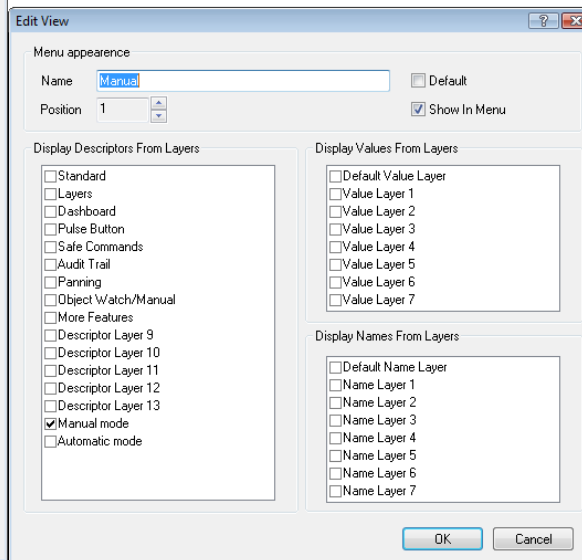 Edit View
Menu appearence
Name Manual Default
Position 1 Show In Menu
Display Descriptors From Layers
Standard
Layers
Dashboard
Pulse Button
Safe Commands
Audit Trail
Panning
Object Watch/Manual
More Features
Descriptor Layer 9
Descriptor Layer 10
Descriptor Layer 11
Descriptor Layer 12
Descriptor Layer 13
Manual mode
Automatic mode
Display Values From Layers
Default Value Layer
Value Layer 1
Value Layer 2
Value Layer 3
Value Layer 4
Value Layer 5
Value Layer 6
Value Layer 7
Display Names From Layers
Default Name Layer
Name Layer 1
Name Layer 2
Name Layer 3
Name Layer 4
Name Layer 5
Name Layer 6
Name Layer 7
OK Cancel